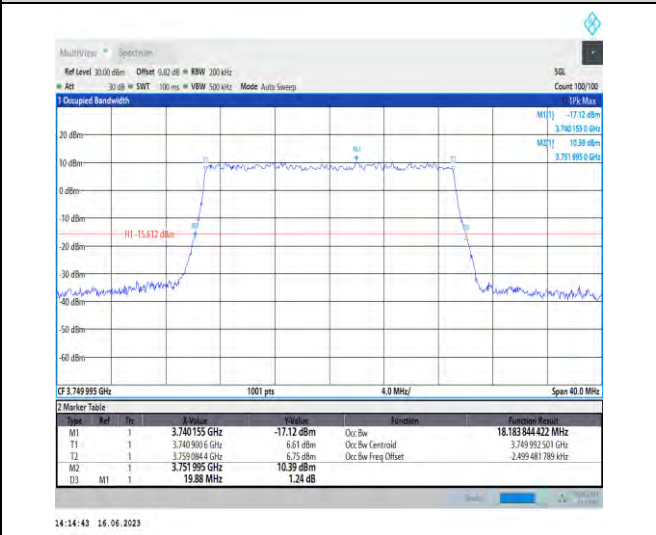 MultiView Spectrum
Ref Level 30.00 dBm Offset 9.82 dB RBW 200 kHz SGL
Att 30 dB SWT 100 ms VBW 500 kHz Mode Auto Sweep Count 100/100
1 Occupied Bandwidth 1Pk Max
M1[1] -17.12 dBm
3.740 155 0 GHz
M2[1] 10.39 dBm
3.751 995 0 GHz
20 dBm
M2
T1 T2
10 dBm
0 dBm
-10 dBm
M1 D3
H1 -15.612 dBm
-20 dBm
-30 dBm
-40 dBm
-50 dBm
-60 dBm
CF 3.749 995 GHz 1001 pts 4.0 MHz/ Span 40.0 MHz
2 Marker Table
Type Ref Trc X-Value Y-Value Function Function Result
M1 1 3.740155 GHz -17.12 dBm Occ Bw 18.183 844 422 MHz
T1 1 3.740 900 6 GHz 6.61 dBm Occ Bw Centroid 3.749 992 501 GHz
T2 1 3.759 084 4 GHz 6.75 dBm Occ Bw Freq Offset -2.499 481 789 kHz
M2 1 3.751 995 GHz 10.39 dBm
D3 M1 1 19.88 MHz 1.24 dB
14:14:43 16.06.2023